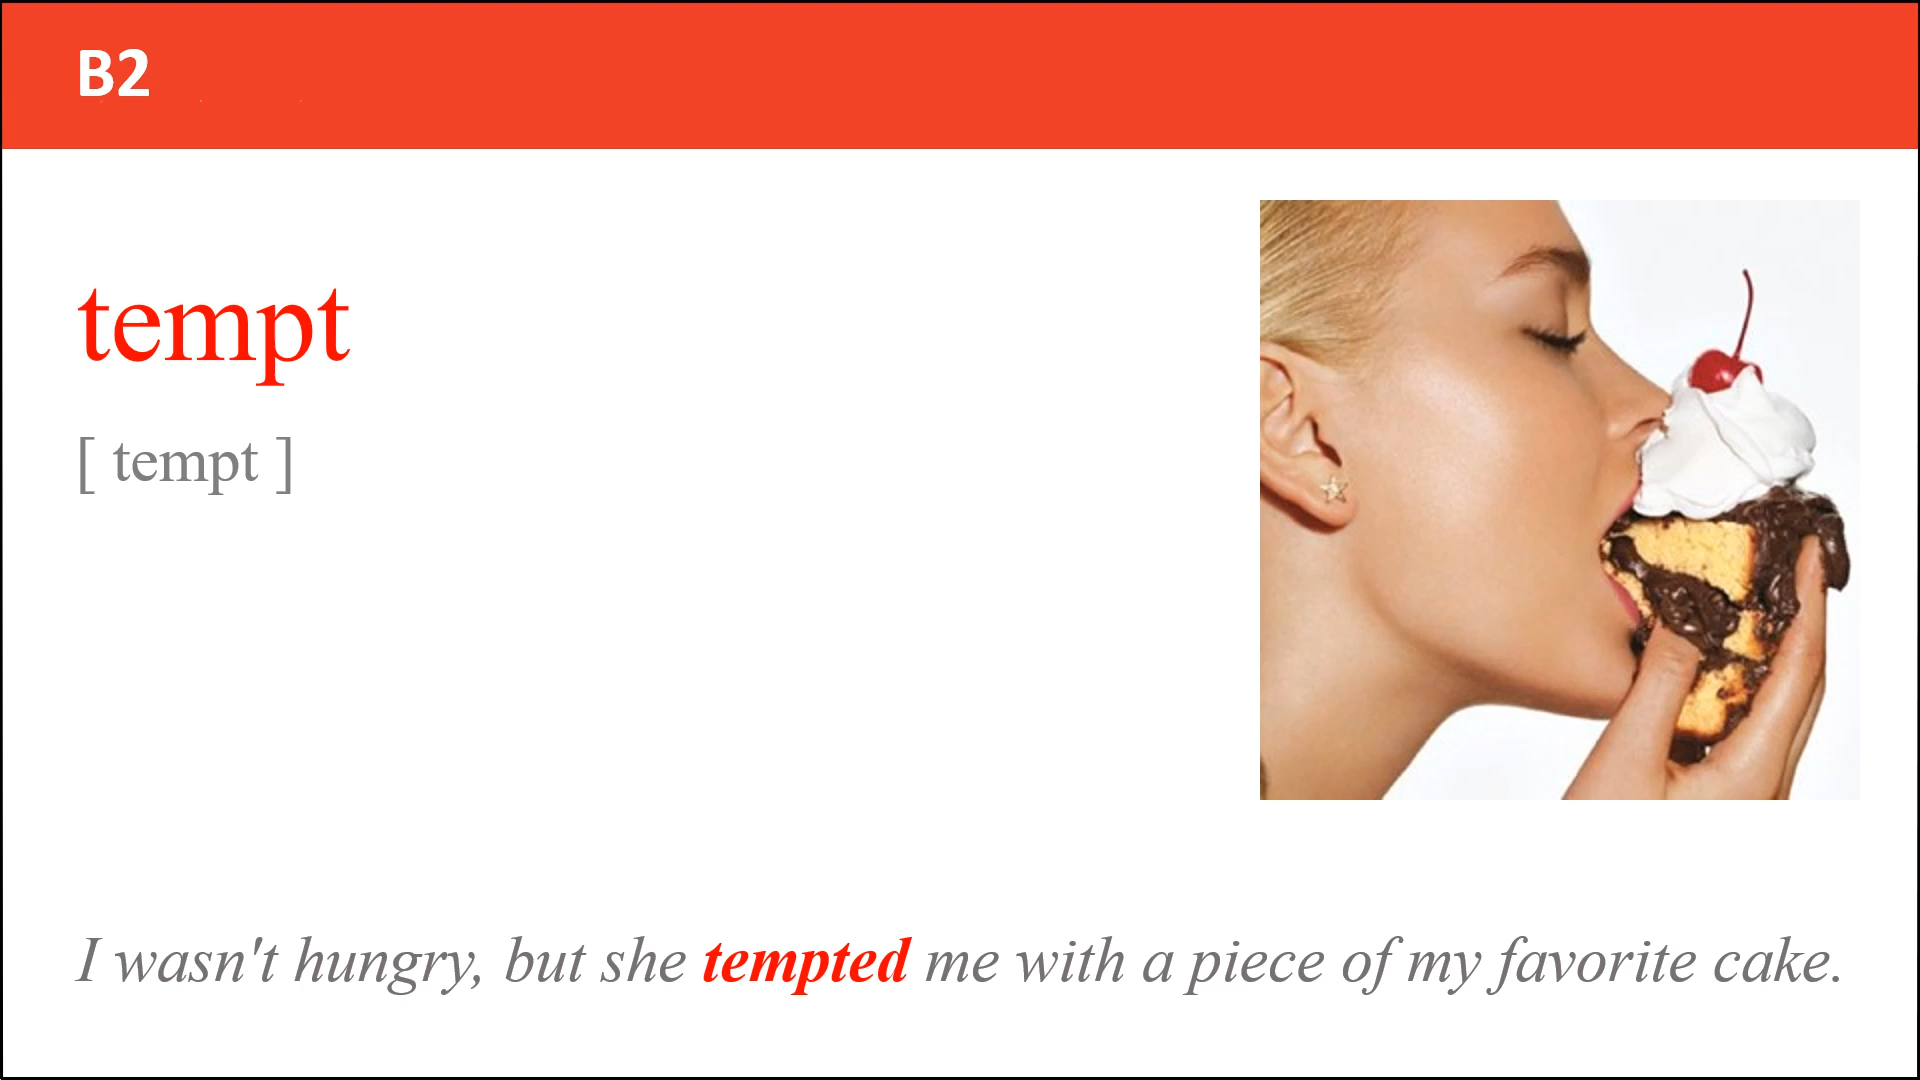 B2
tempt
[ tempt ]
I wasn't hungry, but she tempted me with a piece of my favorite cake.